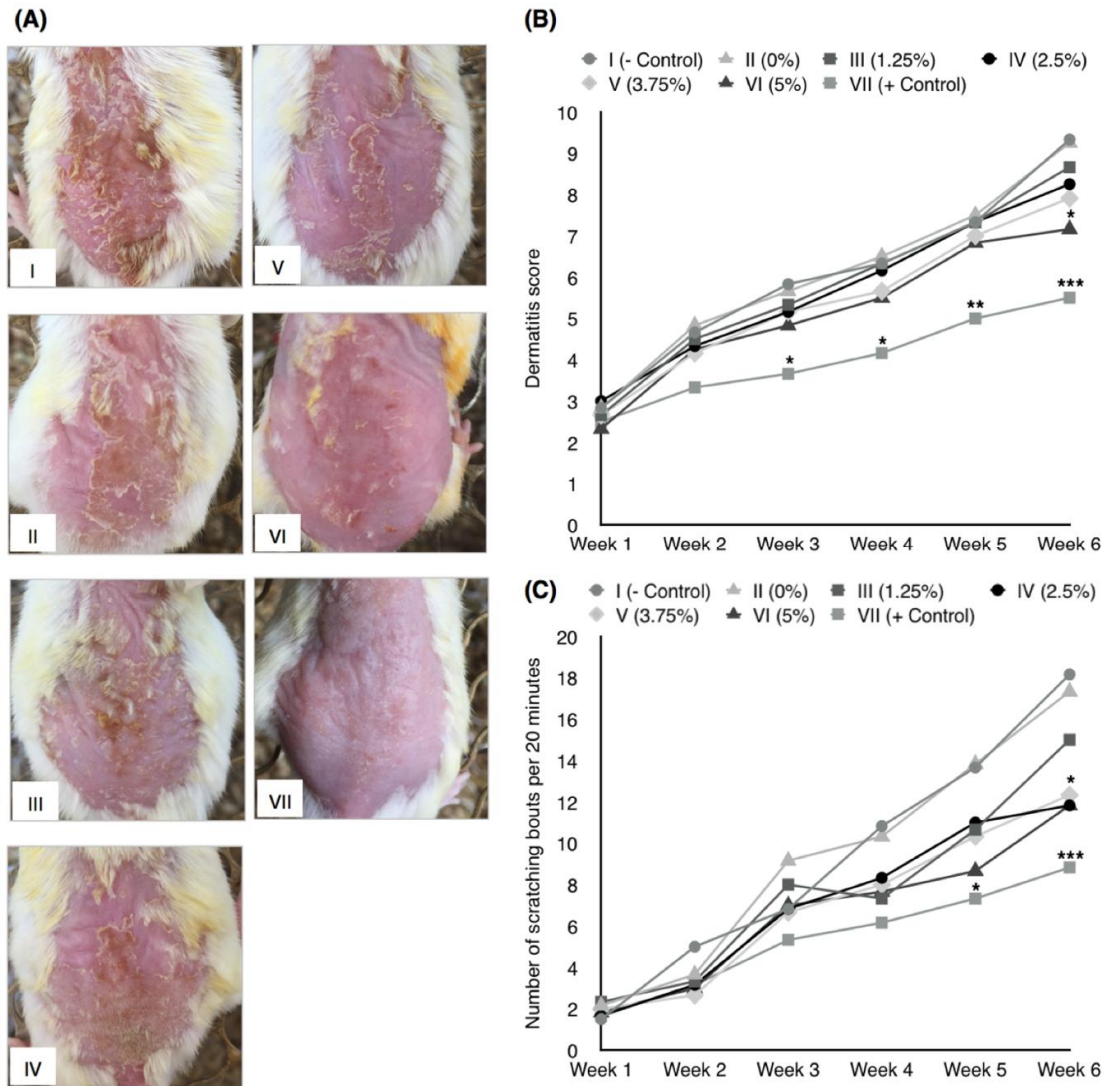 (A)
I
V
II
VI
III
VII
IV
(B)
I (- Control) II (0%) III (1.25%) IV (2.5%)
V (3.75%) VI (5%) VII (+ Control)
Dermatitis score
10
9
8
7
6
5
4
3
2
1
0
*
***
**
*
*
Week 1 Week 2 Week 3 Week 4 Week 5 Week 6
(C)
I (- Control) II (0%) III (1.25%) IV (2.5%)
V (3.75%) VI (5%) VII (+ Control)
Number of scratching bouts per 20 minutes
20
18
16
14
12
10
8
6
4
2
0
*
***
*
Week 1 Week 2 Week 3 Week 4 Week 5 Week 6